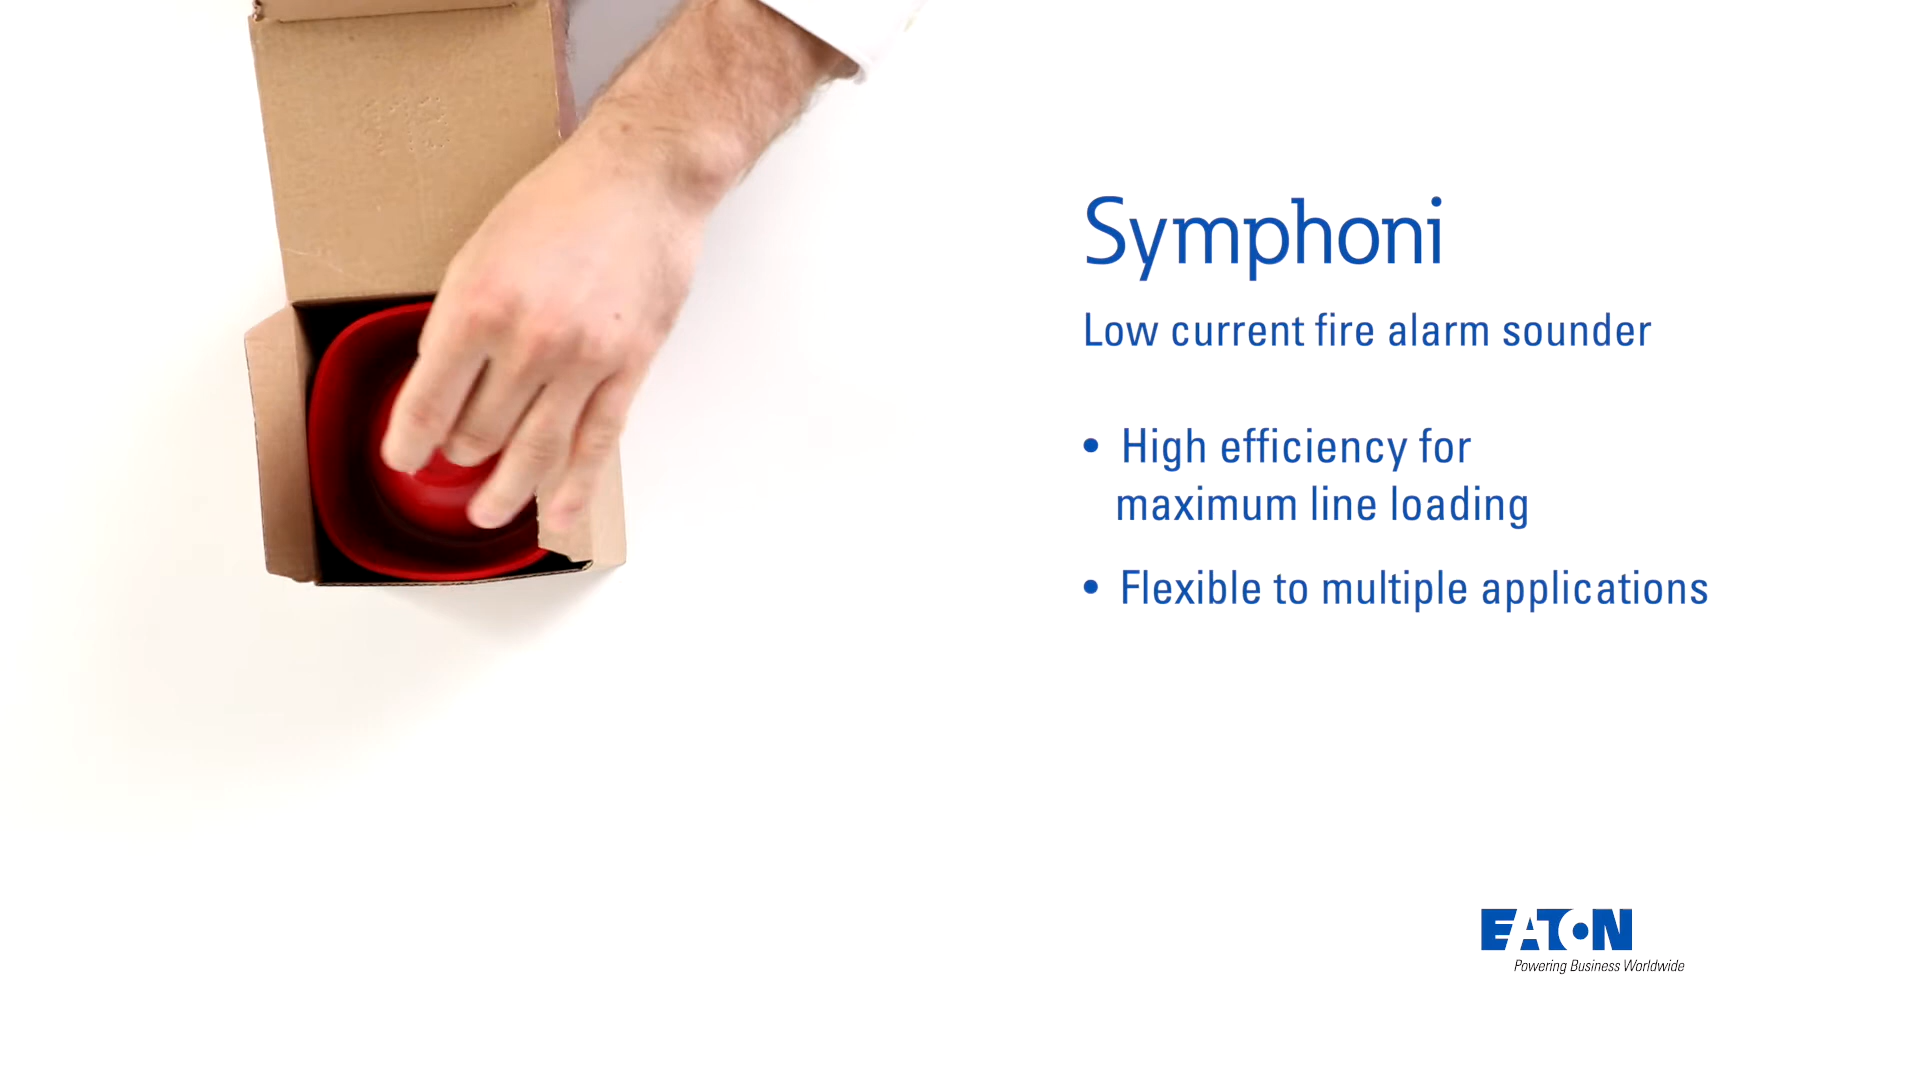 Symphoni
Low current fire alarm sounder
• High efficiency for
maximum line loading
• Flexible to multiple applications
EATON
Powering Business Worldwide